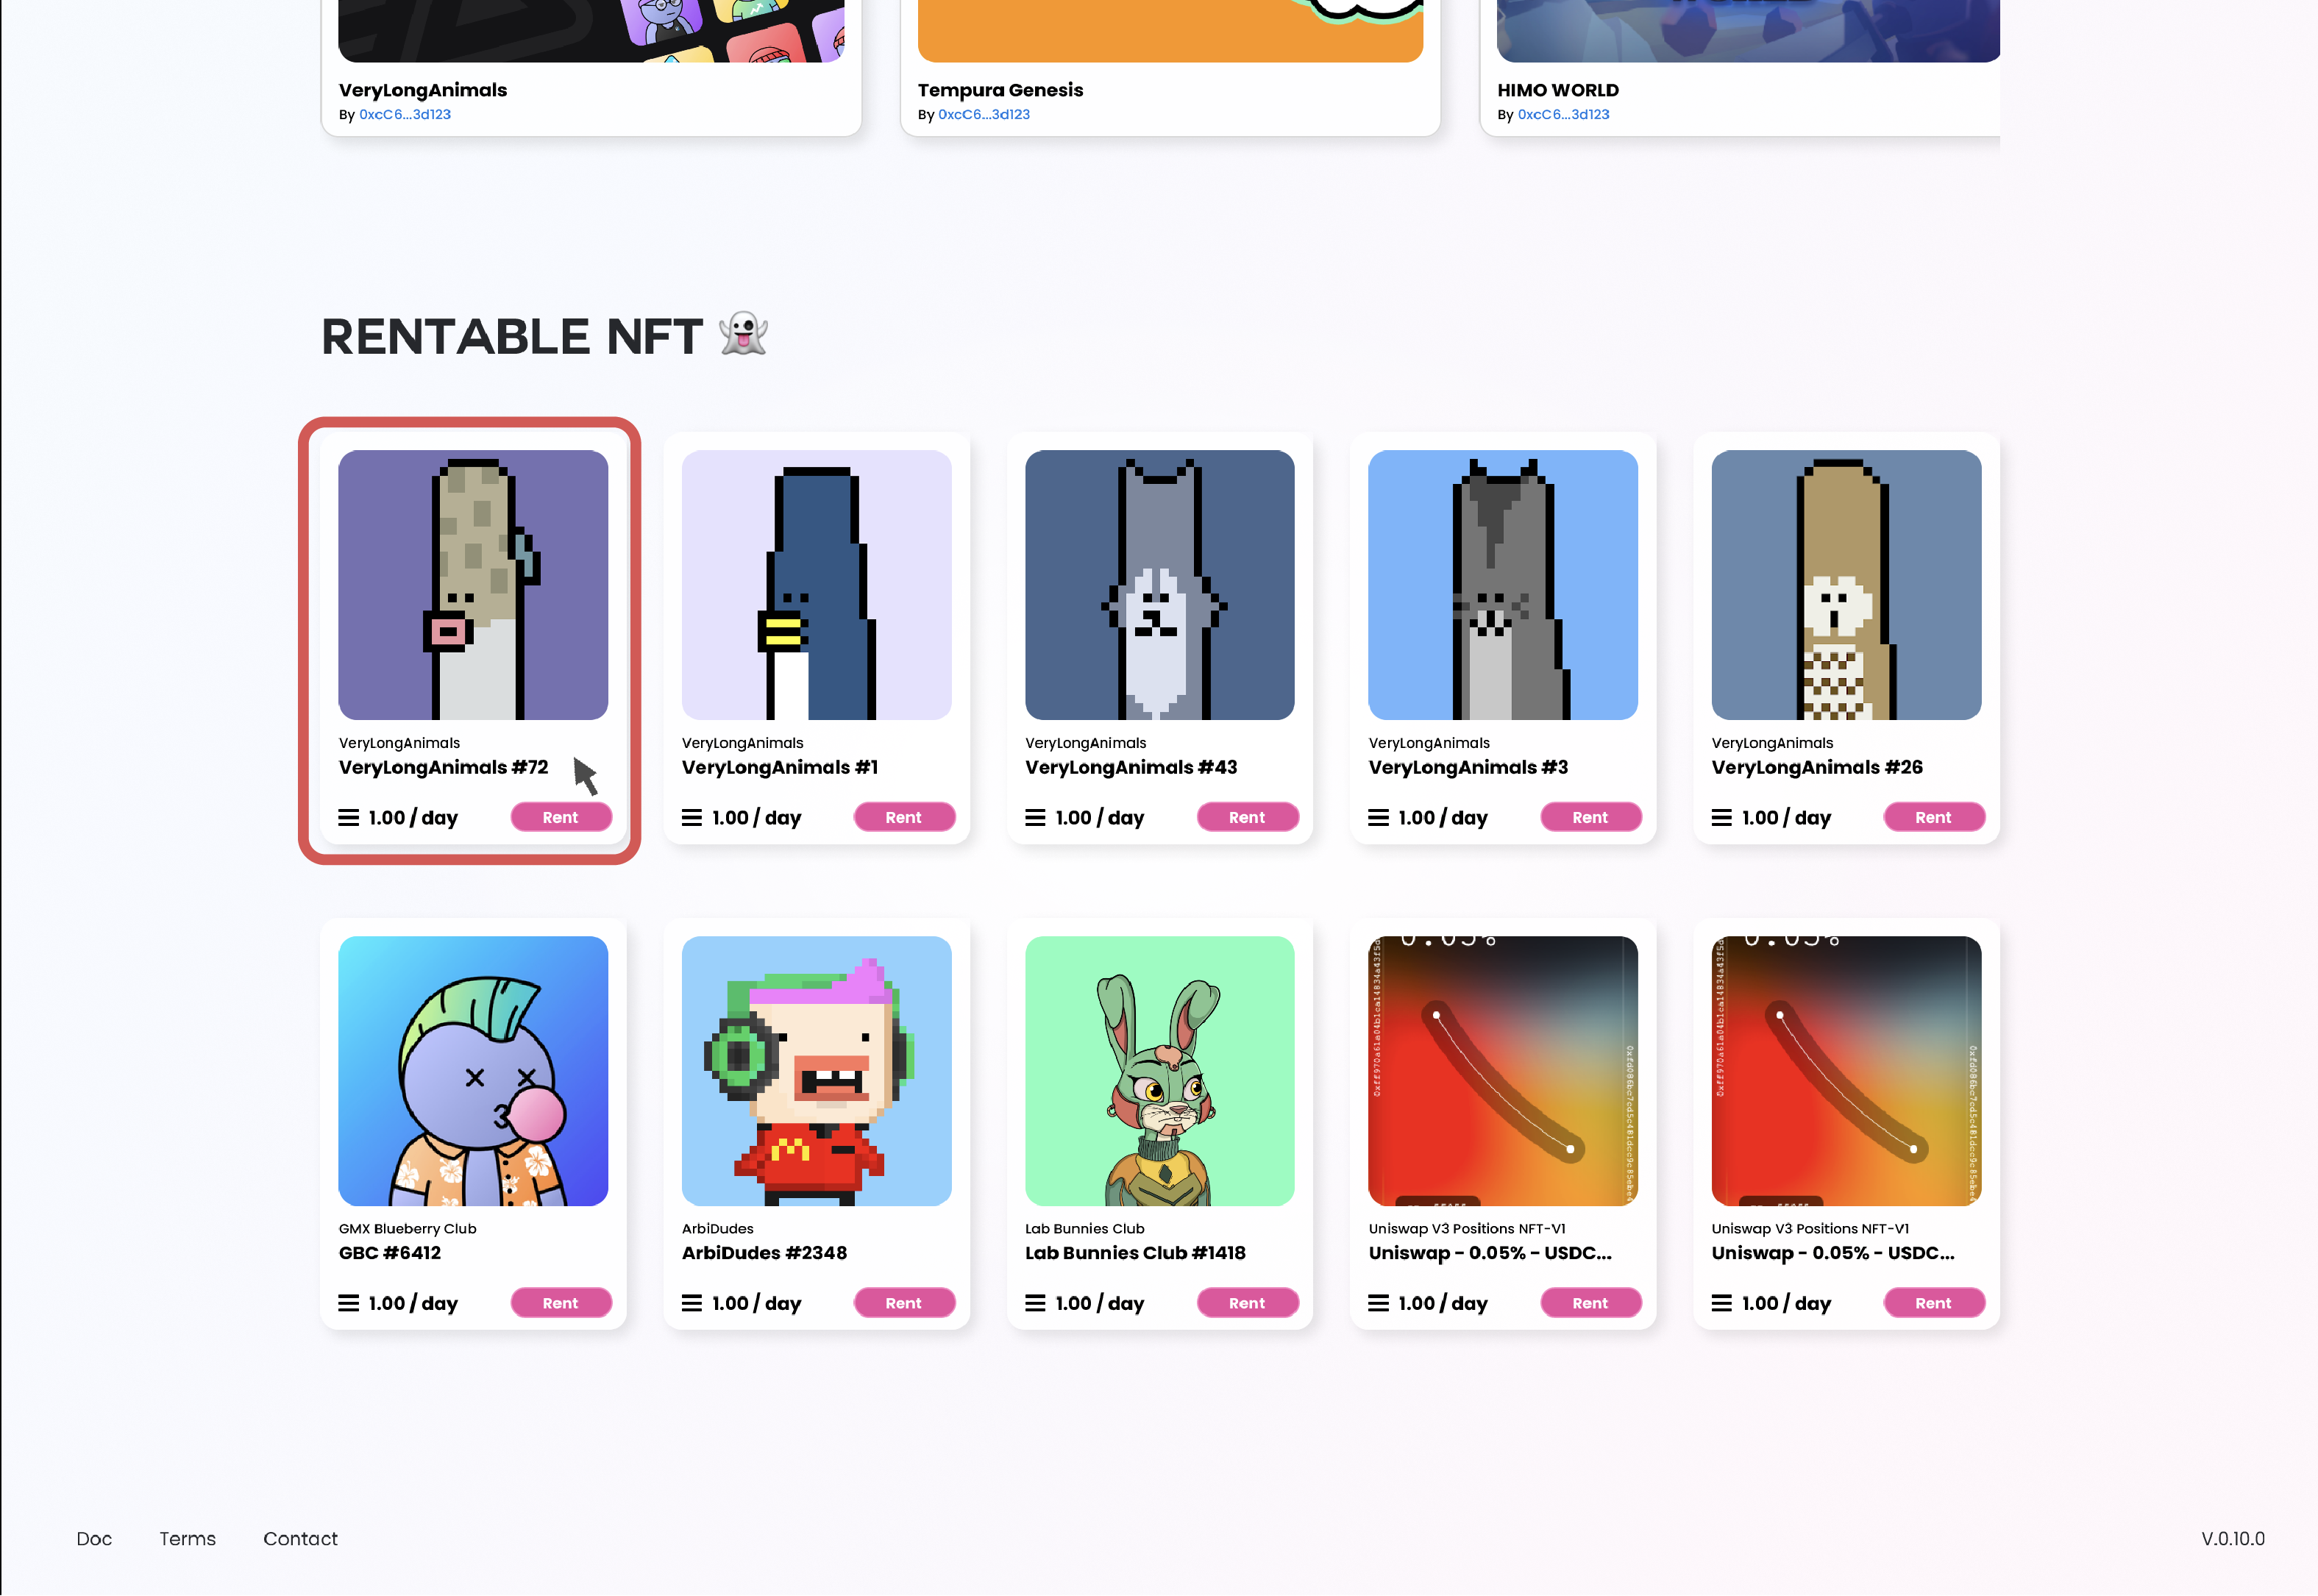 VeryLongAnimals
By 0xcC6...3d123
Tempura Genesis
By 0xcC6...3d123
HIMO WORLD
By 0xcC6...3d123
RENTABLE NFT 👻
VeryLongAnimals
VeryLongAnimals #72
1.00 / day
Rent
VeryLongAnimals
VeryLongAnimals #1
1.00 / day
Rent
VeryLongAnimals
VeryLongAnimals #43
1.00 / day
Rent
VeryLongAnimals
VeryLongAnimals #3
1.00 / day
Rent
VeryLongAnimals
VeryLongAnimals #26
1.00 / day
Rent
GMX Blueberry Club
GBC #6412
1.00 / day
Rent
ArbiDudes
ArbiDudes #2348
1.00 / day
Rent
Lab Bunnies Club
Lab Bunnies Club #1418
1.00 / day
Rent
0.05%
Uniswap V3 Positions NFT-V1
Uniswap - 0.05% - USDC...
1.00 / day
Rent
0.05%
Uniswap V3 Positions NFT-V1
Uniswap - 0.05% - USDC...
1.00 / day
Rent
Doc
Terms
Contact
V.0.10.0